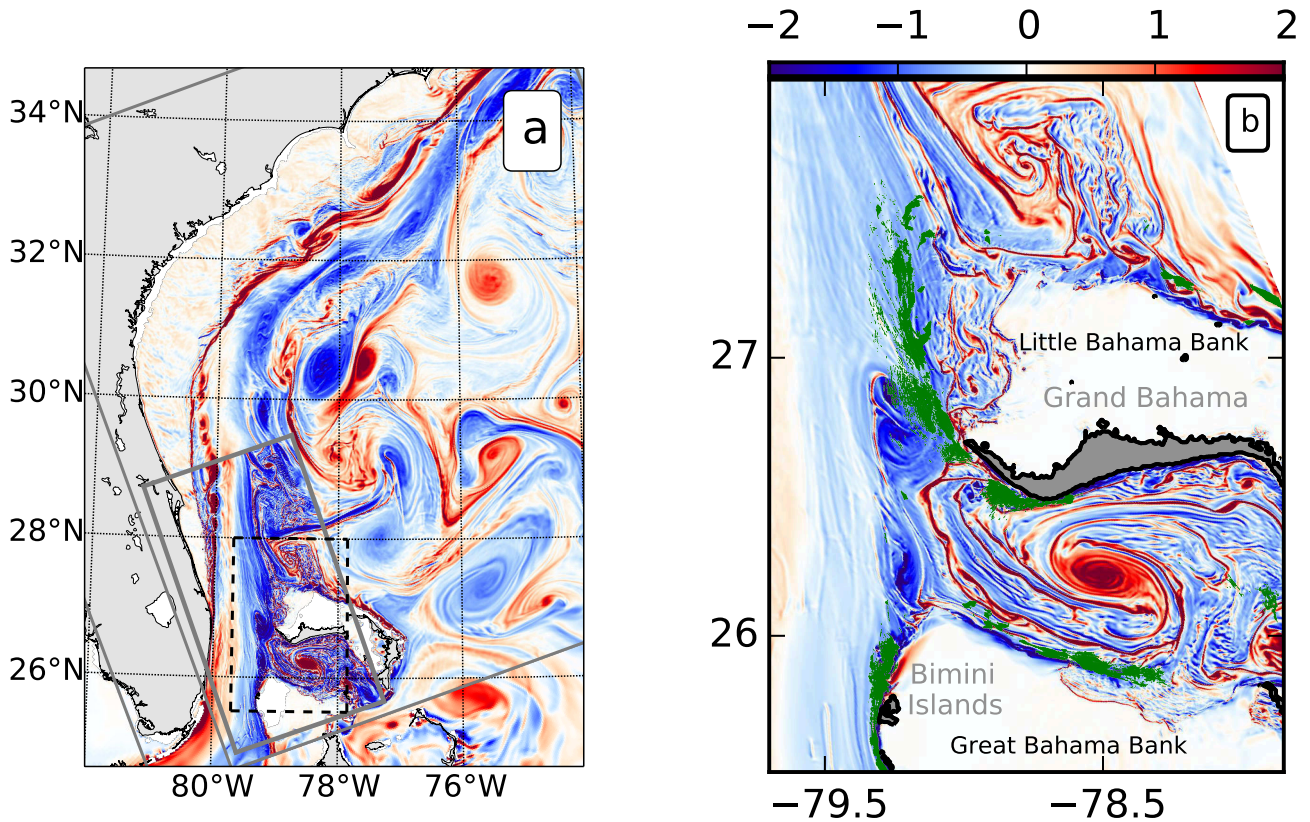 −2 −1 0 1 2
a
b
34°N
32°N
30°N
28°N
26°N
80°W 78°W 76°W
27
26
Little Bahama Bank
Grand Bahama
Bimini
Islands
Great Bahama Bank
−79.5 −78.5